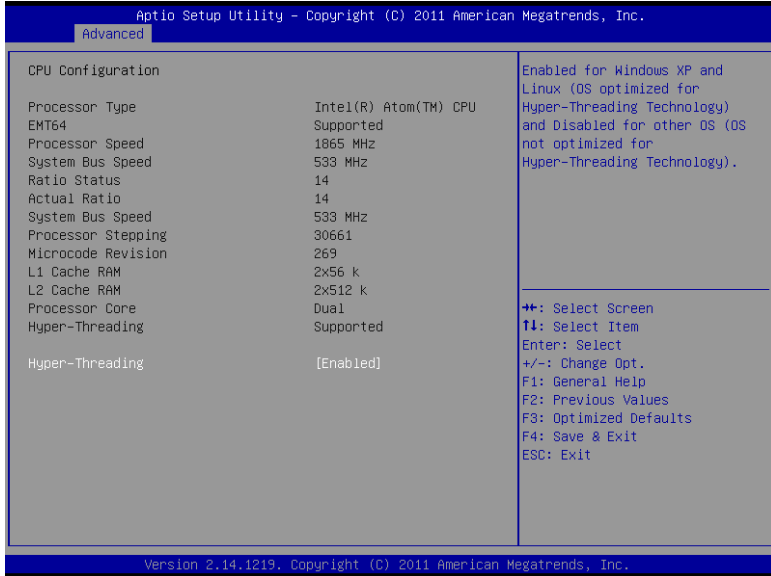 Aptio Setup Utility – Copyright (C) 2011 American Megatrends, Inc.
Advanced
CPU Configuration
Processor Type Intel(R) Atom(TM) CPU
EMT64 Supported
Processor Speed 1865 MHz
System Bus Speed 533 MHz
Ratio Status 14
Actual Ratio 14
System Bus Speed 533 MHz
Processor Stepping 30661
Microcode Revision 269
L1 Cache RAM 2x56 k
L2 Cache RAM 2x512 k
Processor Core Dual
Hyper-Threading Supported
Hyper-Threading [Enabled]
Enabled for Windows XP and
Linux (OS optimized for
Hyper-Threading Technology)
and Disabled for other OS (OS
not optimized for
Hyper-Threading Technology).
→←: Select Screen
↑↓: Select Item
Enter: Select
+/-: Change Opt.
F1: General Help
F2: Previous Values
F3: Optimized Defaults
F4: Save & Exit
ESC: Exit
Version 2.14.1219. Copyright (C) 2011 American Megatrends, Inc.